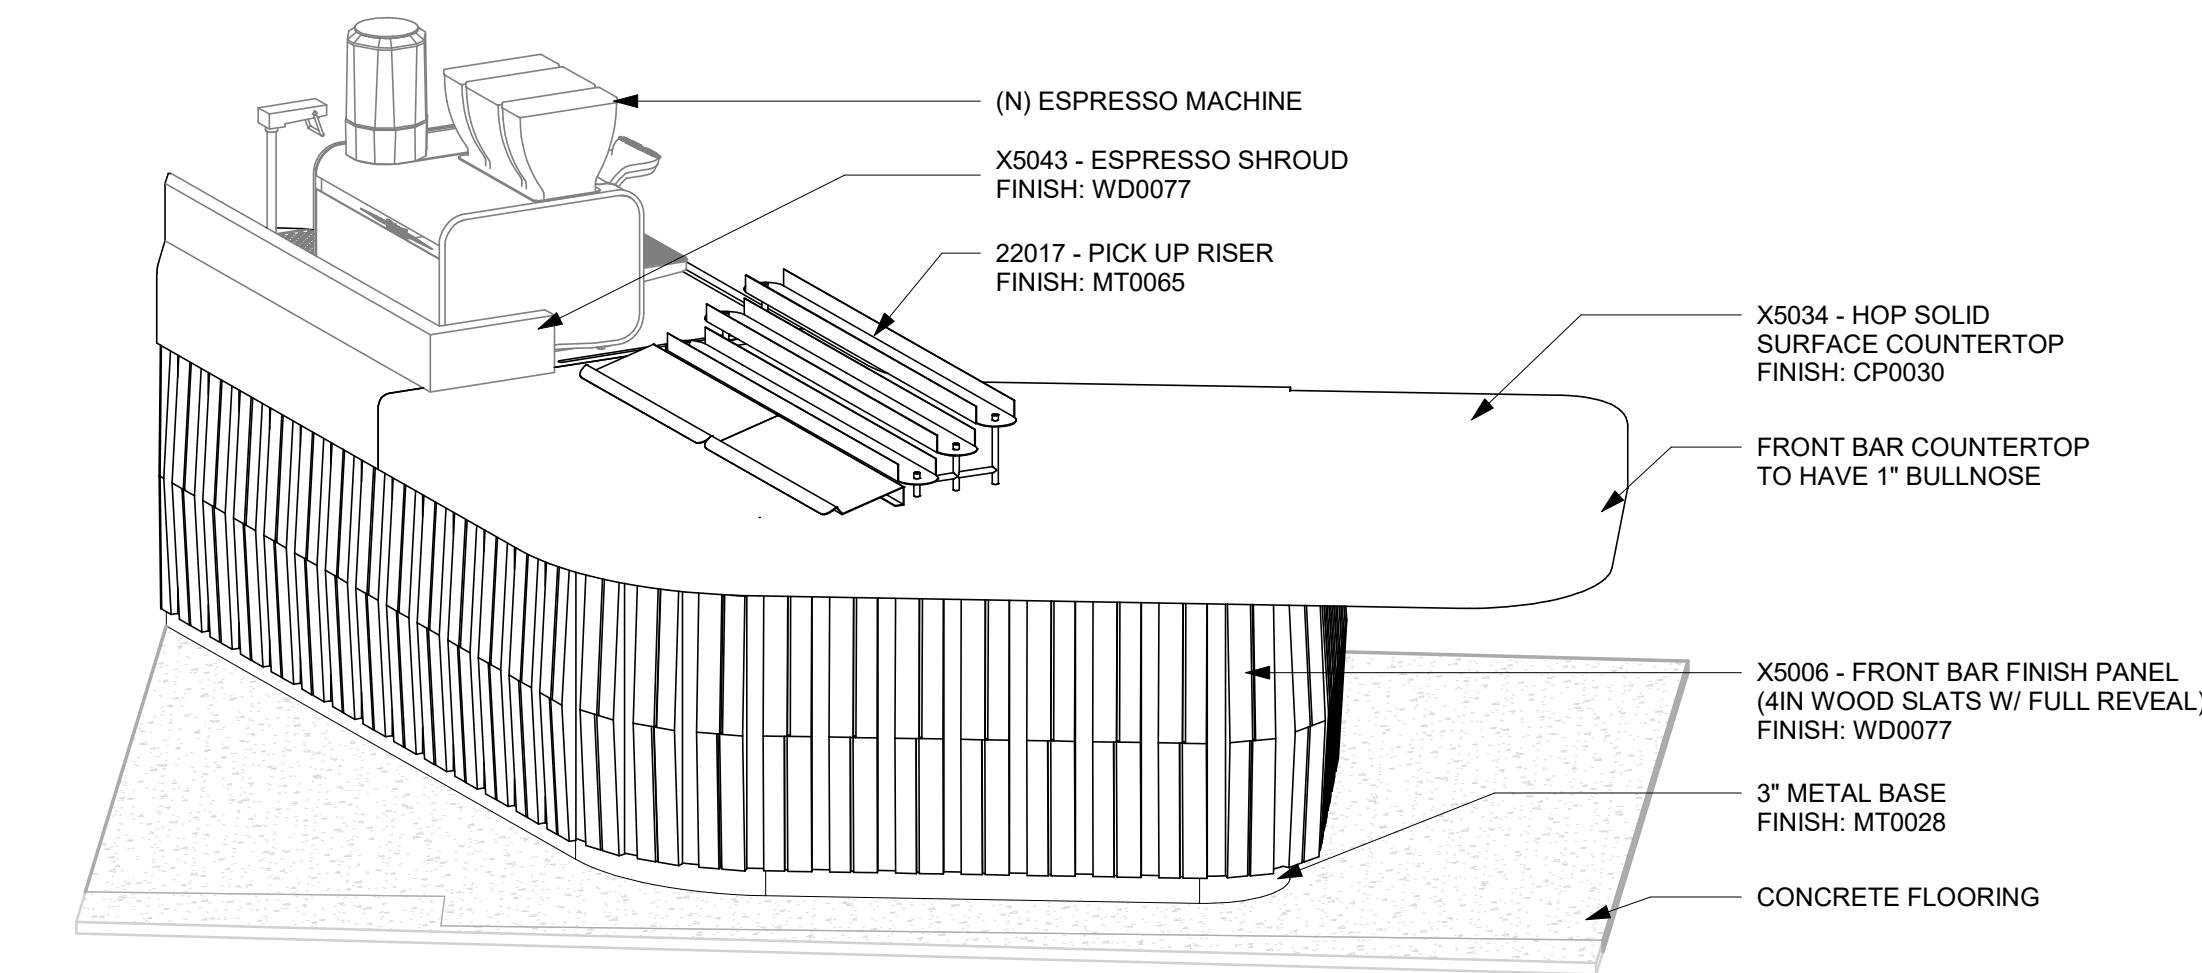 (N) ESPRESSO MACHINE
X5043 - ESPRESSO SHROUD
FINISH: WD0077
22017 - PICK UP RISER
FINISH: MT0065
X5034 - HOP SOLID
SURFACE COUNTERTOP
FINISH: CP0030
FRONT BAR COUNTERTOP
TO HAVE 1" BULLNOSE
X5006 - FRONT BAR FINISH PANEL
(4IN WOOD SLATS W/ FULL REVEAL)
FINISH: WD0077
3" METAL BASE
FINISH: MT0028
CONCRETE FLOORING